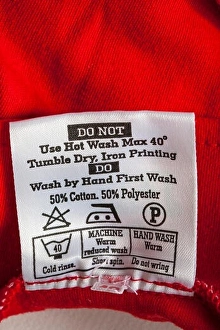 DO NOT
Use Hot Wash Max 40°
Tumble Dry, Iron Printing
DO
Wash by Hand First Wash
50% Cotton. 50% Polyester
P
40
MACHINE
Warm
reduced wash
HAND WASH
Warm
Cold rinse.
Short spin.
Do not wring